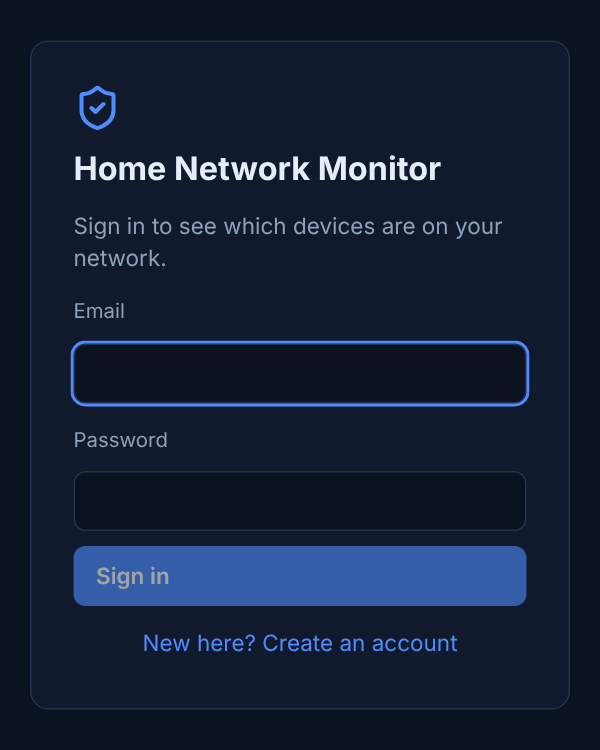 Home Network Monitor
Sign in to see which devices are on your
network.
Email
Password
Sign in
New here? Create an account